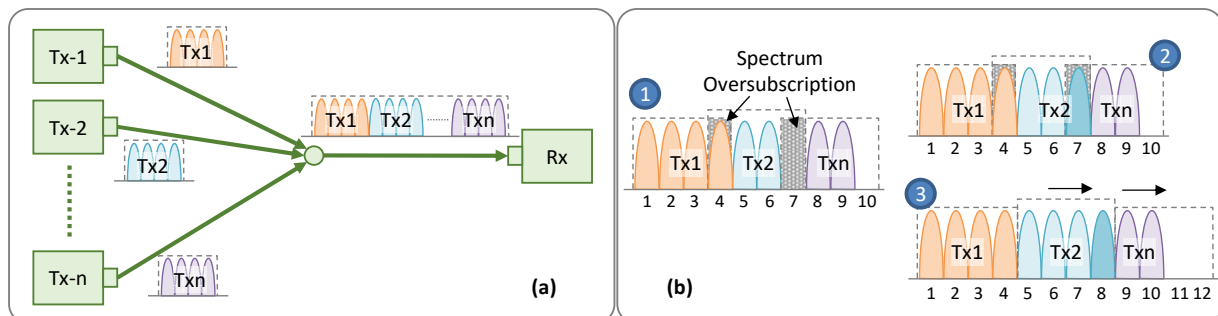 Tx-1
Tx1
Tx-2
Tx2
Tx1 Tx2 Txn
Rx
Tx-n
Txn
(a)
1
Spectrum
Oversubscription
Tx1 Tx2 Txn
1 2 3 4 5 6 7 8 9 10
(b)
2
Tx1 Tx2 Txn
1 2 3 4 5 6 7 8 9 10
3
Tx1 Tx2 Txn
1 2 3 4 5 6 7 8 9 10 11 12